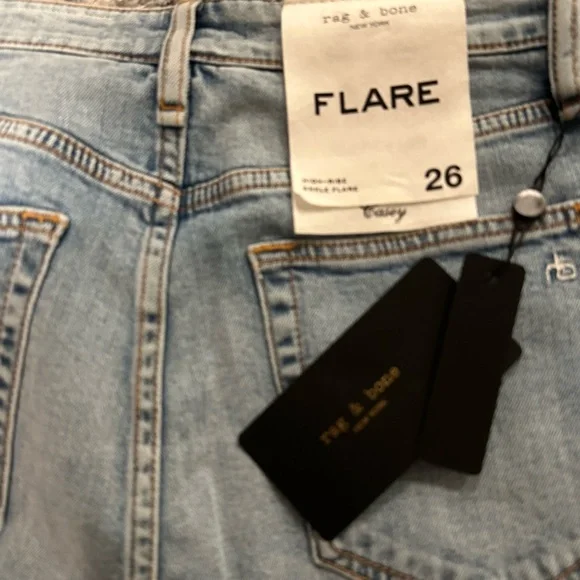 rag & bone
NEW YORK
FLARE
HIGH-RISE
ANKLE FLARE
26
Casey
rb
rag & bone
NEW YORK